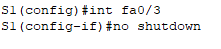 S1(config)#int fa0/3
S1(config-if)#no shutdown